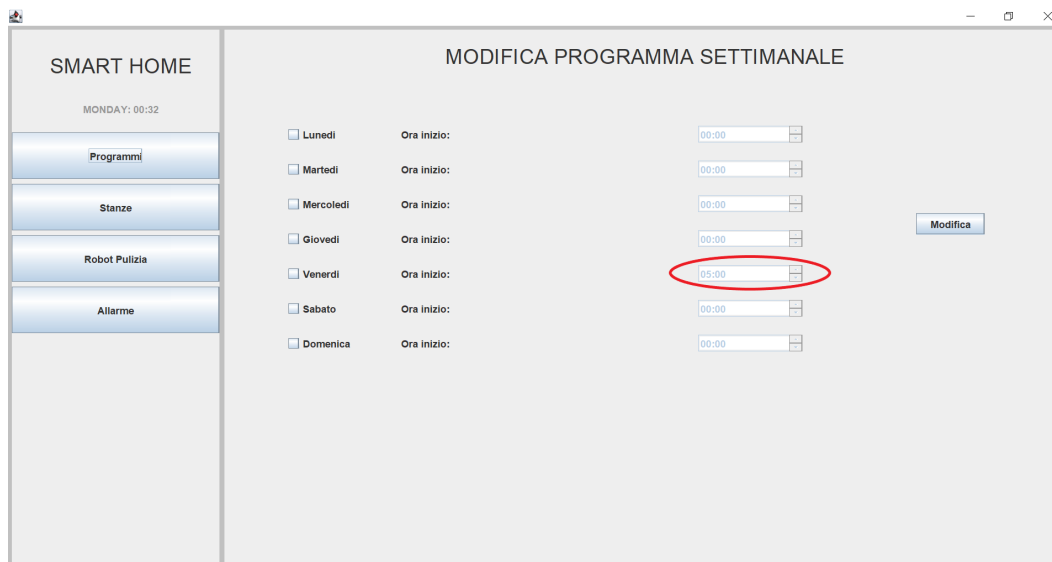 SMART HOME
MONDAY: 00:32
Programmi
Stanze
Robot Pulizia
Allarme
MODIFICA PROGRAMMA SETTIMANALE
Lunedi Ora inizio: 00:00
Martedi Ora inizio: 00:00
Mercoledi Ora inizio: 00:00
Giovedi Ora inizio: 00:00
Venerdi Ora inizio: 05:00
Sabato Ora inizio: 00:00
Domenica Ora inizio: 00:00
Modifica